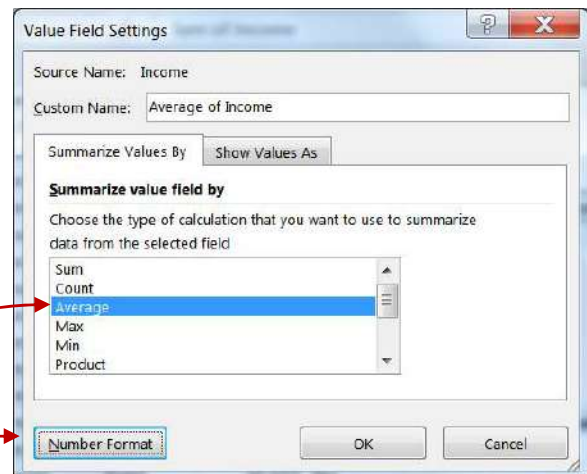 Value Field Settings
Source Name: Income
Custom Name: Average of Income
Summarize Values By Show Values As
Summarize value field by
Choose the type of calculation that you want to use to summarize
data from the selected field
Sum
Count
Average
Max
Min
Product
Number Format OK Cancel